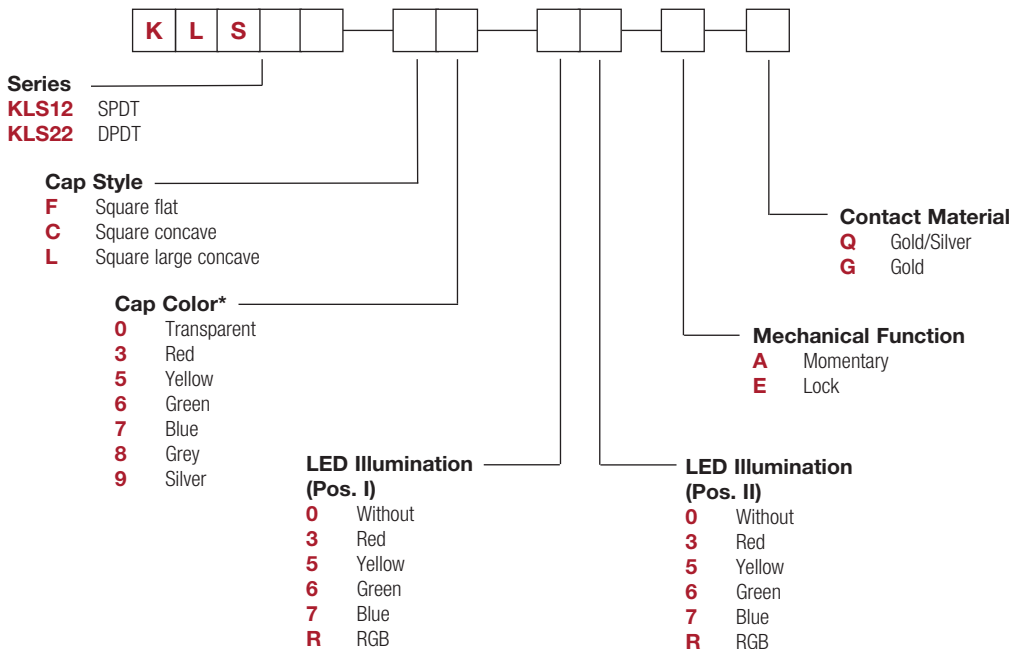 K L S
Series
KLS12 SPDT
KLS22 DPDT
Cap Style
F Square flat
C Square concave
L Square large concave
Cap Color*
0 Transparent
3 Red
5 Yellow
6 Green
7 Blue
8 Grey
9 Silver
LED Illumination
(Pos. I)
0 Without
3 Red
5 Yellow
6 Green
7 Blue
R RGB
LED Illumination
(Pos. II)
0 Without
3 Red
5 Yellow
6 Green
7 Blue
R RGB
Mechanical Function
A Momentary
E Lock
Contact Material
Q Gold/Silver
G Gold